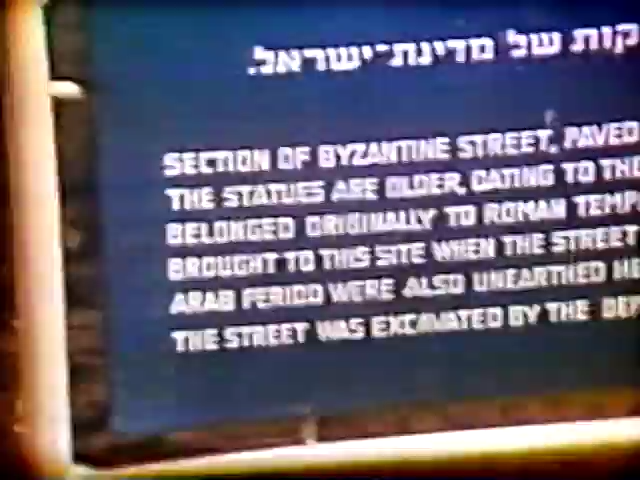 קות של מדינת־ישראל.
SECTION OF BYZANTINE STREET, PAVED
THE STATUES ARE OLDER, DATING TO THE
BELONGED ORIGINALLY TO ROMAN TEMP
BROUGHT TO THIS SITE WHEN THE STREET
ARAB PERIOD WERE ALSO UNEARTHED HE
THE STREET WAS EXCAVATED BY THE DEP